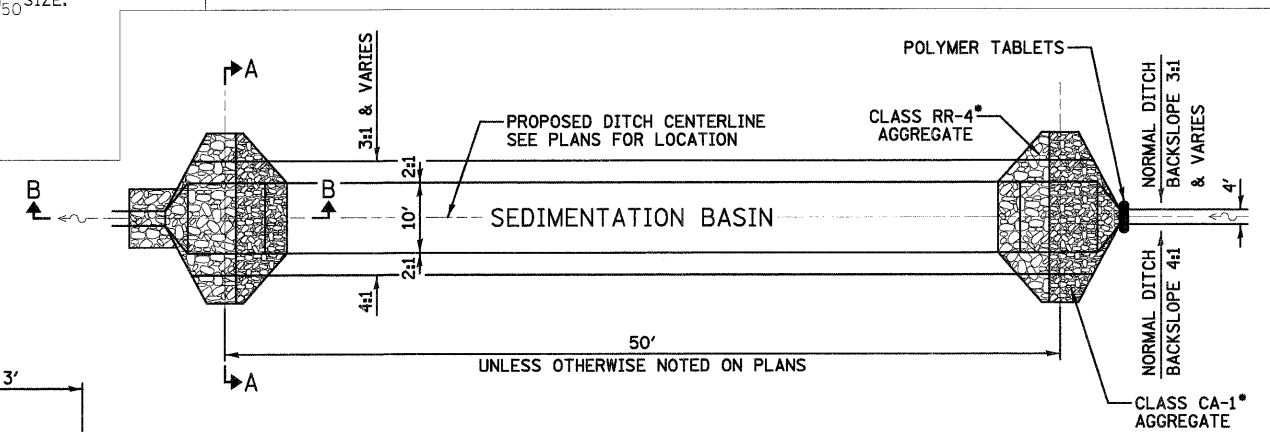 50 SIZE.
A
3:1 & VARIES
POLYMER TABLETS
PROPOSED DITCH CENTERLINE
SEE PLANS FOR LOCATION
CLASS RR-4*
AGGREGATE
NORMAL DITCH
BACKSLOPE 3:1
& VARIES
2:1
B
B
10'
SEDIMENTATION BASIN
4'
2:1
4:1
NORMAL DITCH
BACKSLOPE 4:1
50'
UNLESS OTHERWISE NOTED ON PLANS
3'
A
CLASS CA-1*
AGGREGATE